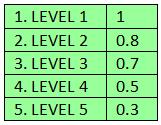 1. LEVEL 1 1
2. LEVEL 2 0.8
3. LEVEL 3 0.7
4. LEVEL 4 0.5
5. LEVEL 5 0.3